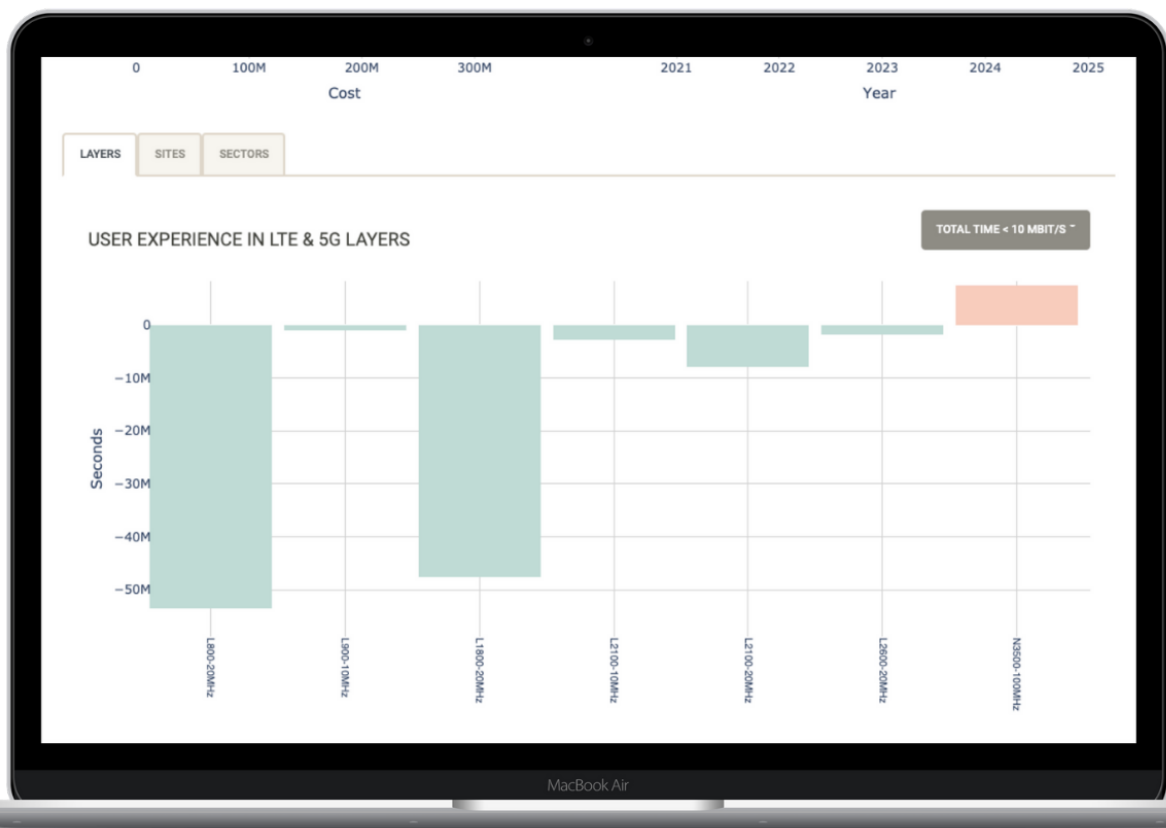 0 100M 200M 300M 2021 2022 2023 2024 2025
Cost Year
LAYERS SITES SECTORS
USER EXPERIENCE IN LTE & 5G LAYERS
TOTAL TIME < 10 MBIT/S
Seconds
0
−10M
−20M
−30M
−40M
−50M
L800-20MHz
L900-10MHz
L1800-20MHz
L2100-10MHz
L2100-20MHz
L2600-20MHz
N3500-100MHz
MacBook Air